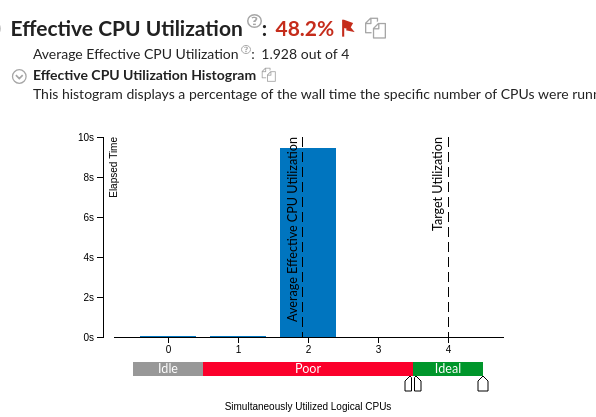 Effective CPU Utilization ?: 48.2%
Average Effective CPU Utilization ?: 1.928 out of 4
Effective CPU Utilization Histogram
This histogram displays a percentage of the wall time the specific number of CPUs were runn
10s
8s
6s
4s
2s
0s
Elapsed Time
Average Effective CPU Utilization
Target Utilization
0 1 2 3 4
Idle Poor Ideal
Simultaneously Utilized Logical CPUs